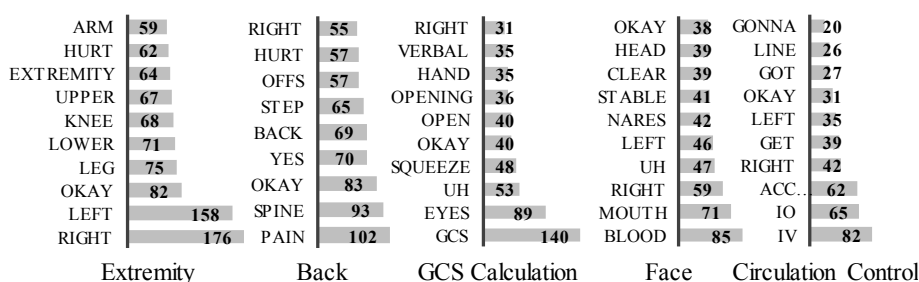 ARM 59
HURT 62
EXTREMITY 64
UPPER 67
KNEE 68
LOWER 71
LEG 75
OKAY 82
LEFT 158
RIGHT 176
Extremity
RIGHT 55
HURT 57
OFFS 57
STEP 65
BACK 69
YES 70
OKAY 83
SPINE 93
PAIN 102
Back
RIGHT 31
VERBAL 35
HAND 35
OPENING 36
OPEN 40
OKAY 40
SQUEEZE 48
UH 53
EYES 89
GCS 140
GCS Calculation
OKAY 38
HEAD 39
CLEAR 39
STABLE 41
NARES 42
LEFT 46
UH 47
RIGHT 59
MOUTH 71
BLOOD 85
Face
GONNA 20
LINE 26
GOT 27
OKAY 31
LEFT 35
GET 39
RIGHT 42
ACC... 62
IO 65
IV 82
Circulation Control